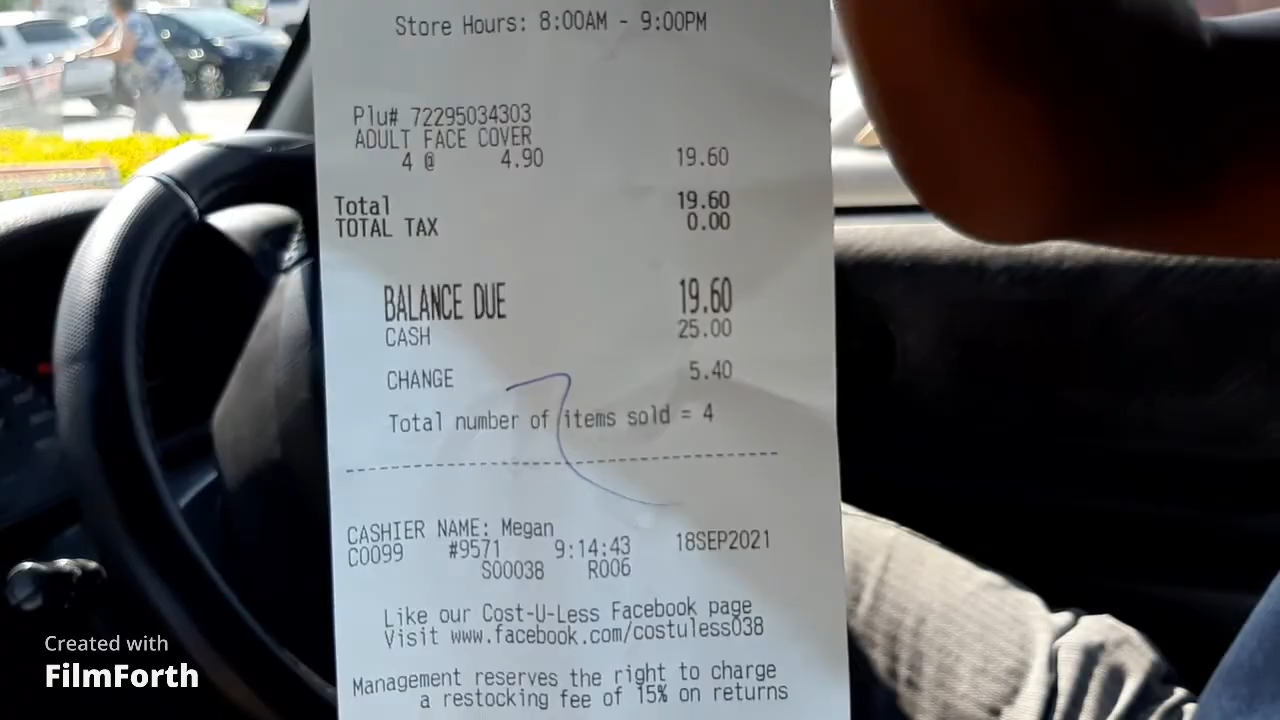 Store Hours: 8:00AM - 9:00PM
Plu# 72295034303
ADULT FACE COVER
4 @ 4.90 19.60
Total 19.60
TOTAL TAX 0.00
BALANCE DUE 19.60
CASH 25.00
CHANGE 5.40
Total number of items sold = 4
CASHIER NAME: Megan
C0099 #9571 9:14:43 18SEP2021
S00038 R006
Like our Cost-U-Less Facebook page
Visit www.facebook.com/costuless038
Management reserves the right to charge
a restocking fee of 15% on returns
Created with
FilmForth